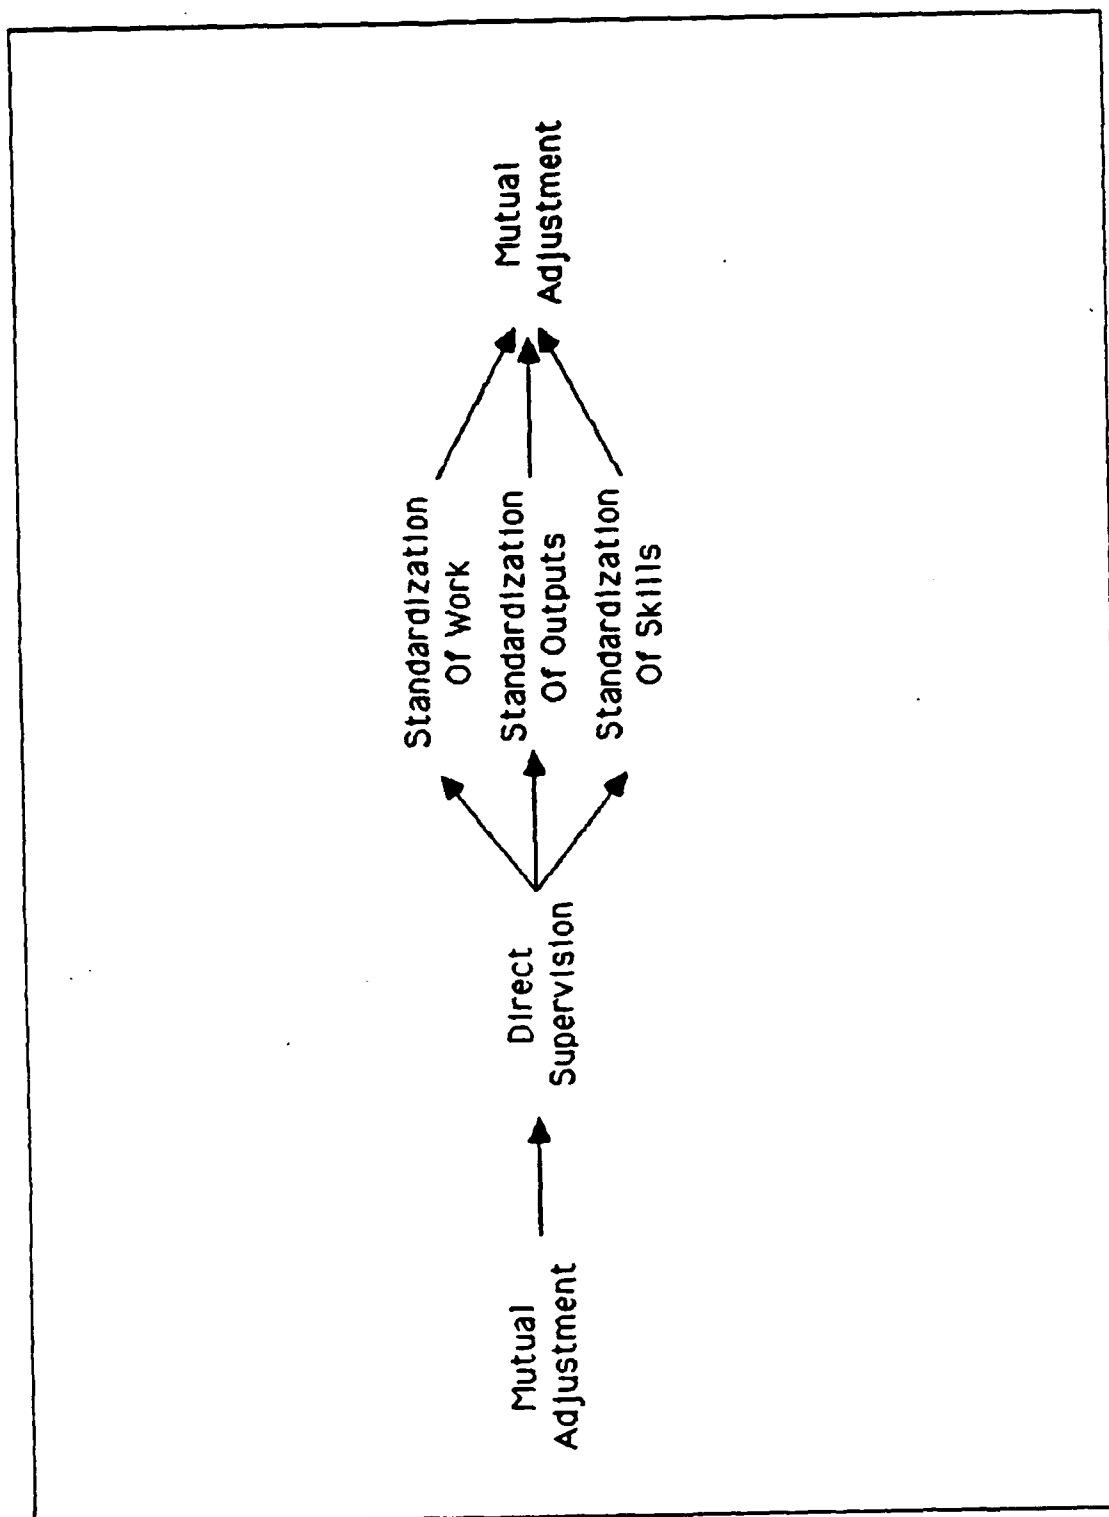 Mutual
Adjustment
Direct
Supervision
Standardization
Of Work
Standardization
Of Outputs
Standardization
Of Skills
Mutual
Adjustment